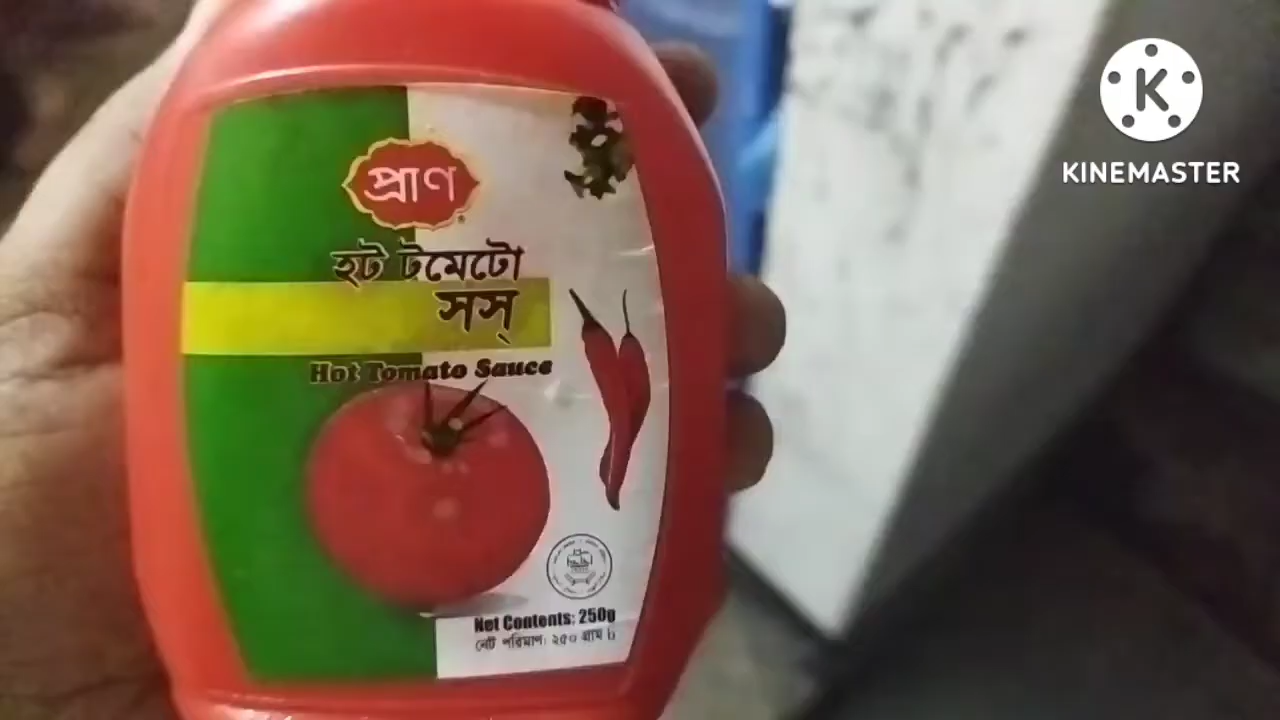 প্রাণ
হট টমেটো
সস্
Hot Tomato Sauce
Net Contents: 250g
নেট পরিমাণ: ২৫০ গ্রাম
K
KINEMASTER